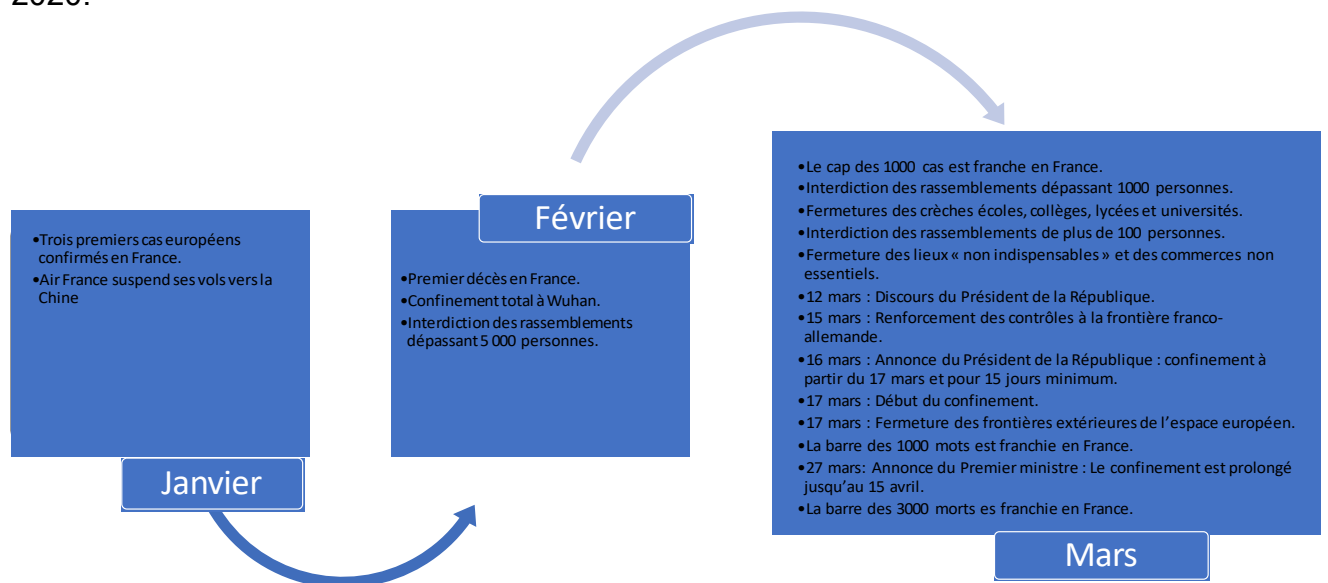 2020.
•Trois premiers cas européens
confirmés en France.
•Air France suspend ses vols vers la
Chine
Janvier
Février
•Premier décès en France.
•Confinement total à Wuhan.
•Interdiction des rassemblements
dépassant 5 000 personnes.
•Le cap des 1000 cas est franche en France.
•Interdiction des rassemblements dépassant 1000 personnes.
•Fermetures des crèches écoles, collèges, lycées et universités.
•Interdiction des rassemblements de plus de 100 personnes.
•Fermeture des lieux « non indispensables » et des commerces non
essentiels.
•12 mars : Discours du Président de la République.
•15 mars : Renforcement des contrôles à la frontière franco-
allemande.
•16 mars : Annonce du Président de la République : confinement à
partir du 17 mars et pour 15 jours minimum.
•17 mars : Début du confinement.
•17 mars : Fermeture des frontières extérieures de l’espace européen.
•La barre des 1000 mots est franchie en France.
•27 mars: Annonce du Premier ministre : Le confinement est prolongé
jusqu’au 15 avril.
•La barre des 3000 morts es franchie en France.
Mars